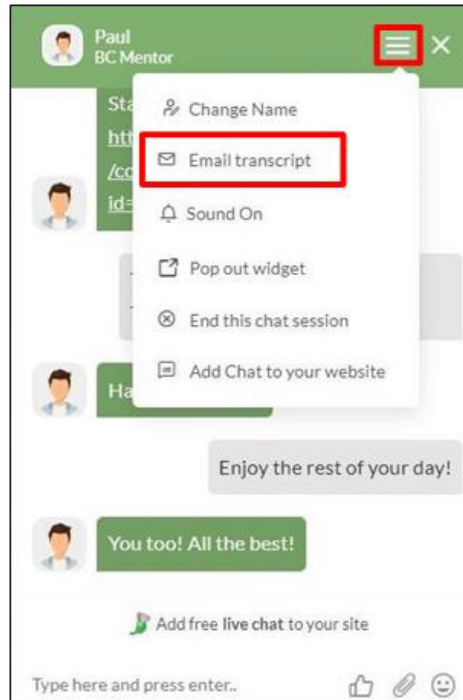 Paul
BC Mentor
Change Name
Email transcript
Sound On
Pop out widget
End this chat session
Add Chat to your website
Enjoy the rest of your day!
You too! All the best!
Add free live chat to your site
Type here and press enter..